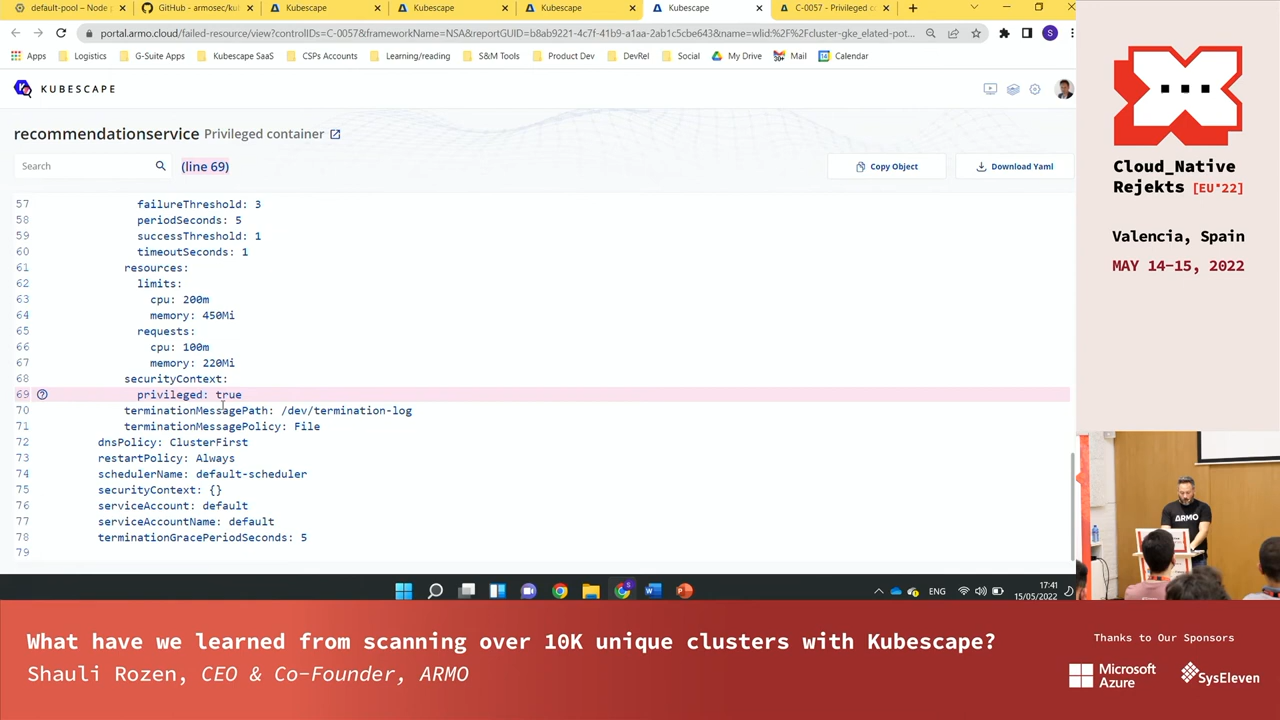 default-pool – Node p
GitHub - armosec/kub
Kubescape
Kubescape
Kubescape
Kubescape
C-0057 - Privileged co
portal.armo.cloud/failed-resource/view?controlIDs=C-0057&frameworkName=NSA&reportGUID=b8ab9221-4c7f-41b9-a1aa-2ab1c5cbe643&name=wlid:%2F%2Fcluster-gke_elated-pot...
S
Apps
Logistics
G-Suite Apps
Kubescape SaaS
CSPs Accounts
Learning/reading
S&M Tools
Product Dev
DevRel
Social
My Drive
Mail
Calendar
KUBESCAPE
recommendationservice Privileged container
Search
(line 69)
Copy Object
Download Yaml
57 failureThreshold: 3
58 periodSeconds: 5
59 successThreshold: 1
60 timeoutSeconds: 1
61 resources:
62 limits:
63 cpu: 200m
64 memory: 450Mi
65 requests:
66 cpu: 100m
67 memory: 220Mi
68 securityContext:
69 privileged: true
70 terminationMessagePath: /dev/termination-log
71 terminationMessagePolicy: File
72 dnsPolicy: ClusterFirst
73 restartPolicy: Always
74 schedulerName: default-scheduler
75 securityContext: {}
76 serviceAccount: default
77 serviceAccountName: default
78 terminationGracePeriodSeconds: 5
79
ENG
17:41
15/05/2022
Cloud_Native
Rejekts [EU'22]
Valencia, Spain
MAY 14-15, 2022
ARMO
What have we learned from scanning over 10K unique clusters with Kubescape?
Shauli Rozen, CEO & Co-Founder, ARMO
Thanks to Our Sponsors
Microsoft
Azure
SysEleven